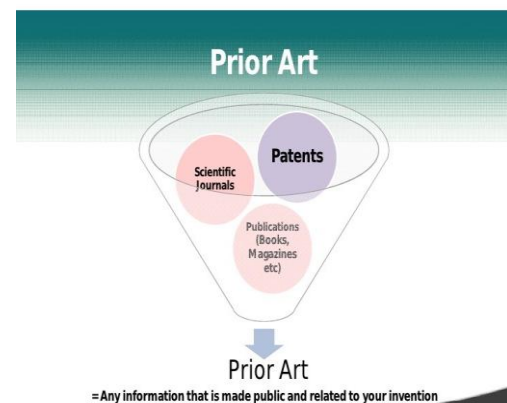 Prior Art
Patents
Scientific
Journals
Publications
(Books,
Magazines
etc)
Prior Art
= Any information that is made public and related to your invention